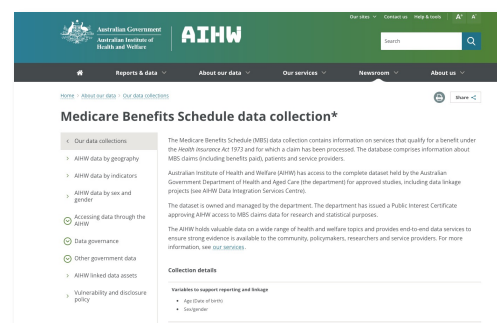 Our sites Contact us Help & tools A+ A-
Australian Government
Australian Institute of
Health and Welfare
AIHW
Search
Reports & data About our data Our services Newsroom About us
Home > About our data > Our data collections
Share
Medicare Benefits Schedule data collection*
Our data collections
AIHW data by geography
AIHW data by indicators
AIHW data by sex and
gender
Accessing data through the
AIHW
Data governance
Other government data
AIHW linked data assets
Vulnerability and disclosure
policy
The Medicare Benefits Schedule (MBS) data collection contains information on services that qualify for a benefit under
the Health Insurance Act 1973 and for which a claim has been processed. The database comprises information about
MBS claims (including benefits paid), patients and service providers.
Australian Institute of Health and Welfare (AIHW) has access to the complete dataset held by the Australian
Government Department of Health and Aged Care (the department) for approved studies, including data linkage
projects (see AIHW Data Integration Services Centre).
The dataset is owned and managed by the department. The department has issued a Public Interest Certificate
approving AIHW access to MBS claims data for research and statistical purposes.
The AIHW holds valuable data on a wide range of health and welfare topics and provides end-to-end data services to
ensure strong evidence is available to the community, policymakers, researchers and service providers. For more
information, see our services.
Collection details
Variables to support reporting and linkage
• Age (Date of birth)
• Sex/gender